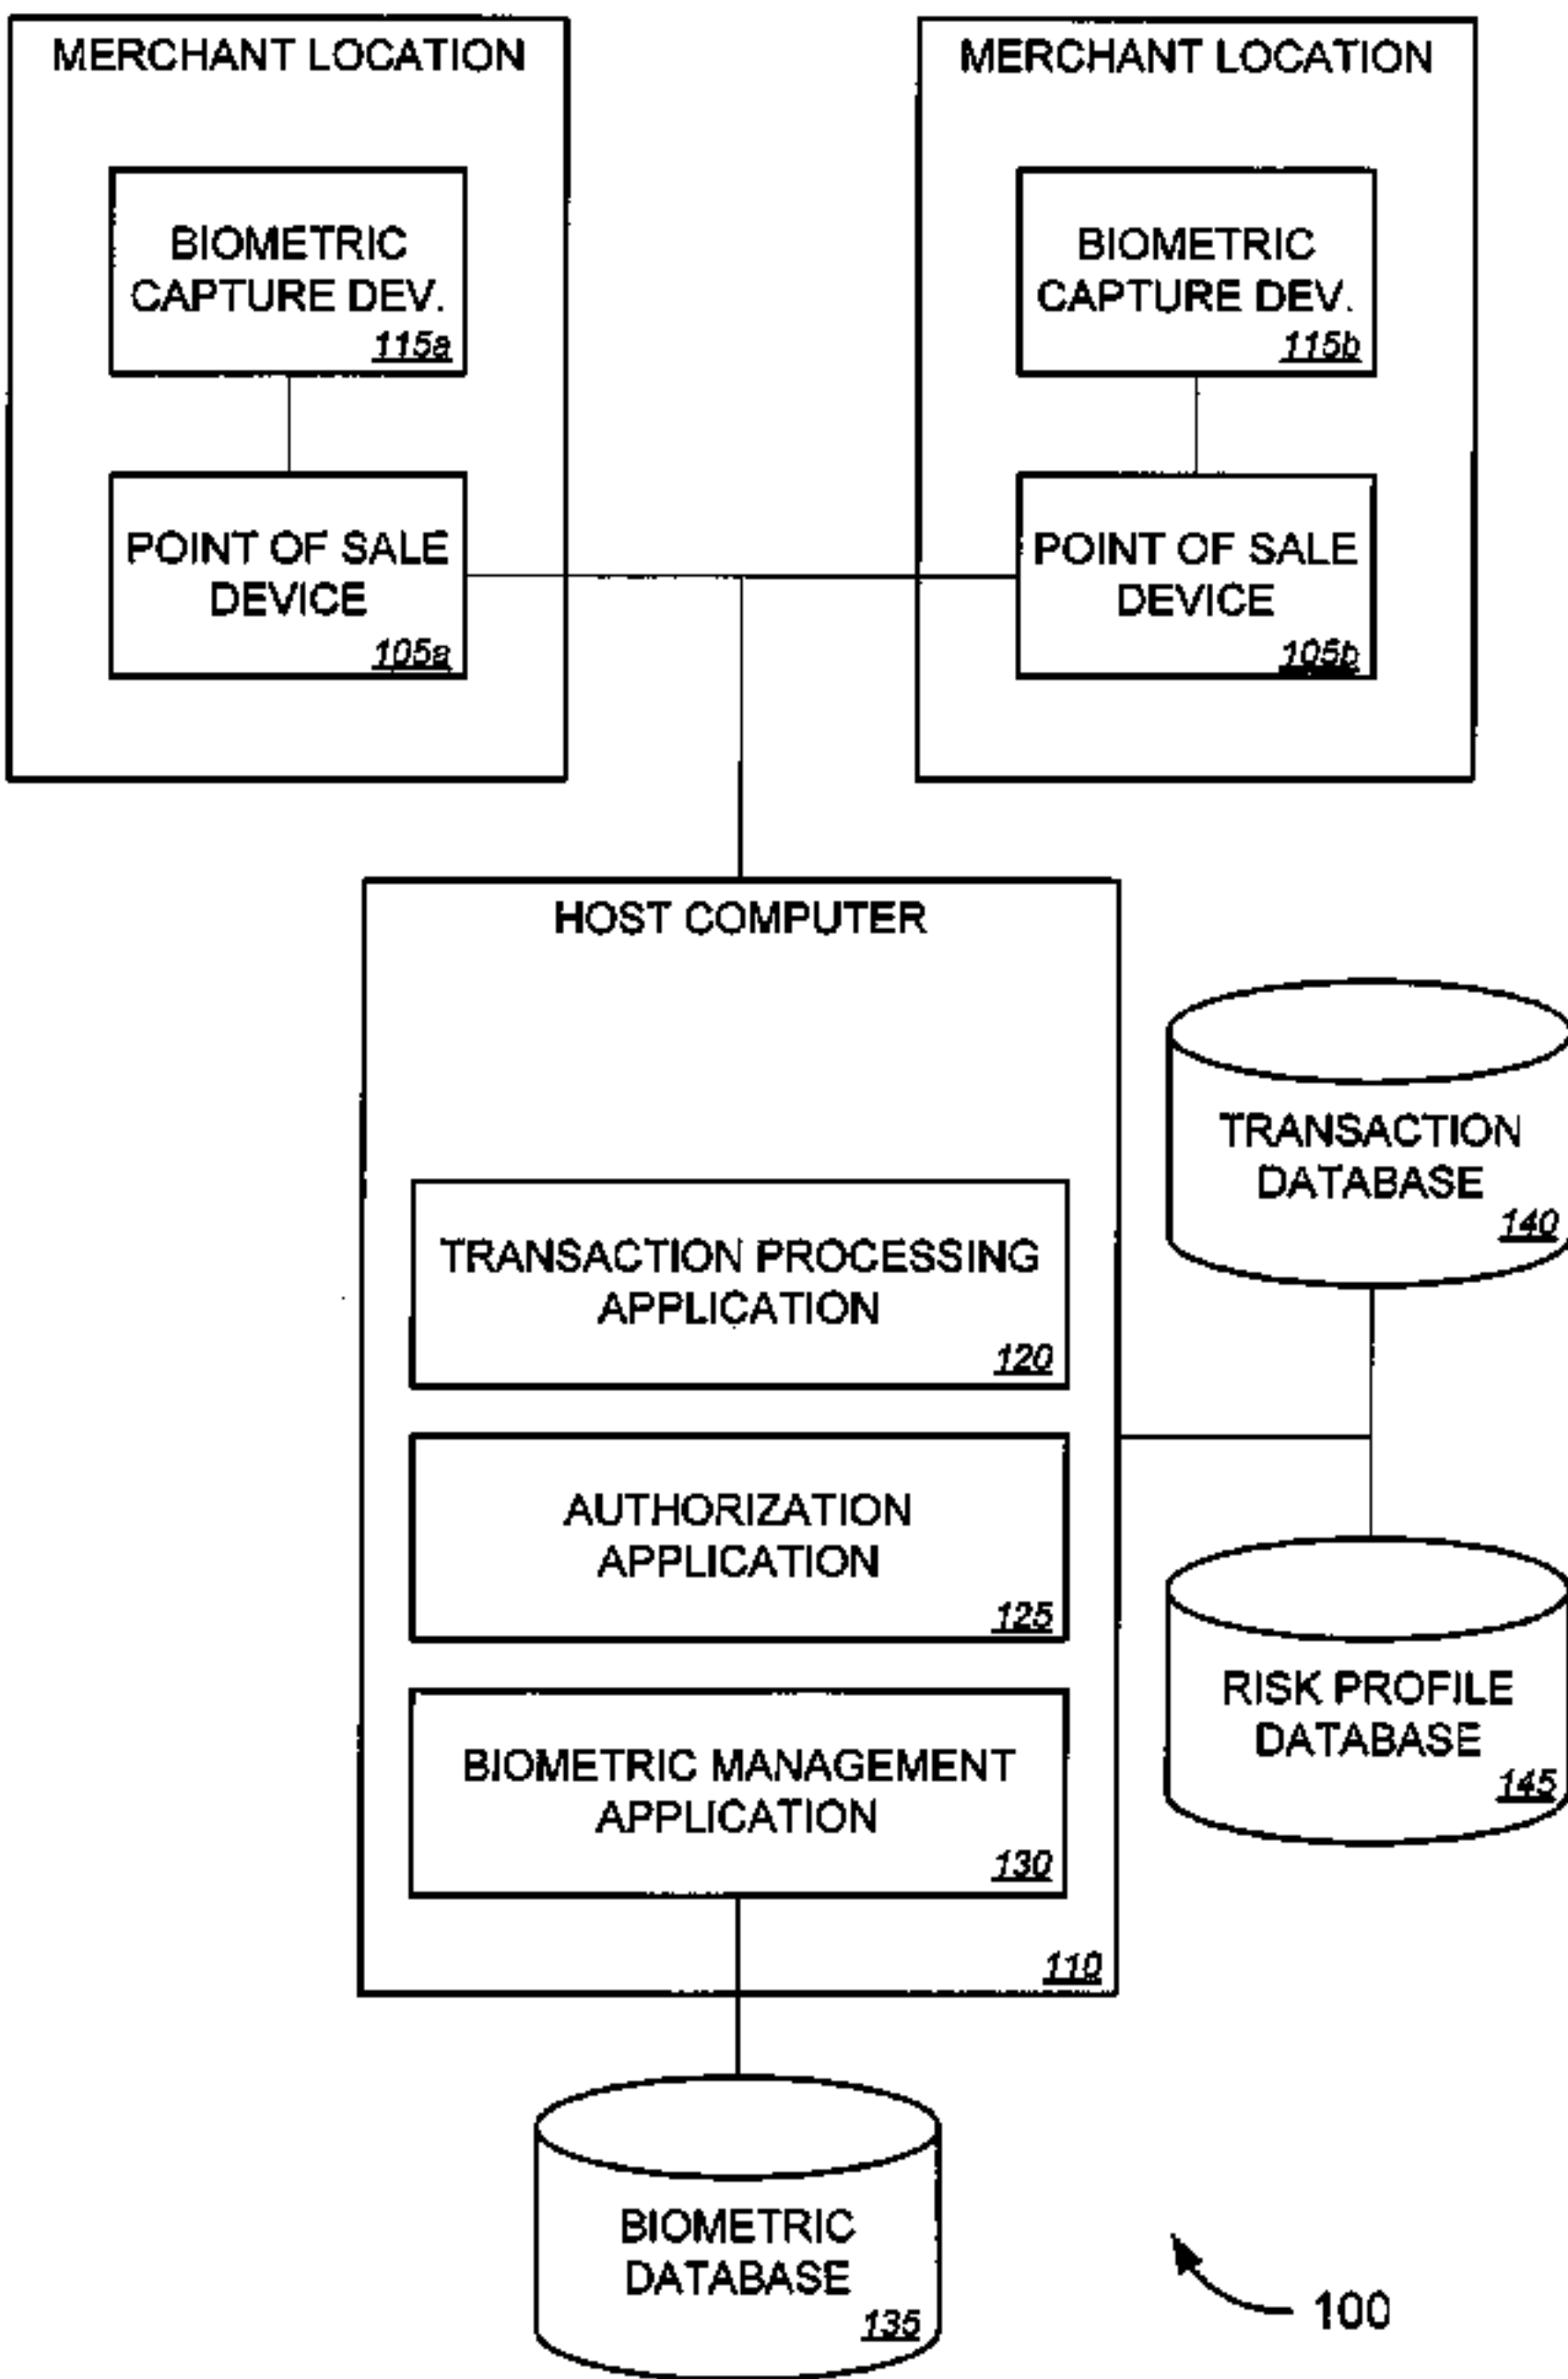 MERCHANT LOCATION
BIOMETRIC
CAPTURE DEV.
115a
POINT OF SALE
DEVICE
105a
MERCHANT LOCATION
BIOMETRIC
CAPTURE DEV.
115b
POINT OF SALE
DEVICE
105b
HOST COMPUTER
TRANSACTION PROCESSING
APPLICATION
120
AUTHORIZATION
APPLICATION
125
BIOMETRIC MANAGEMENT
APPLICATION
130
110
TRANSACTION
DATABASE
140
RISK PROFILE
DATABASE
145
BIOMETRIC
DATABASE
135
100